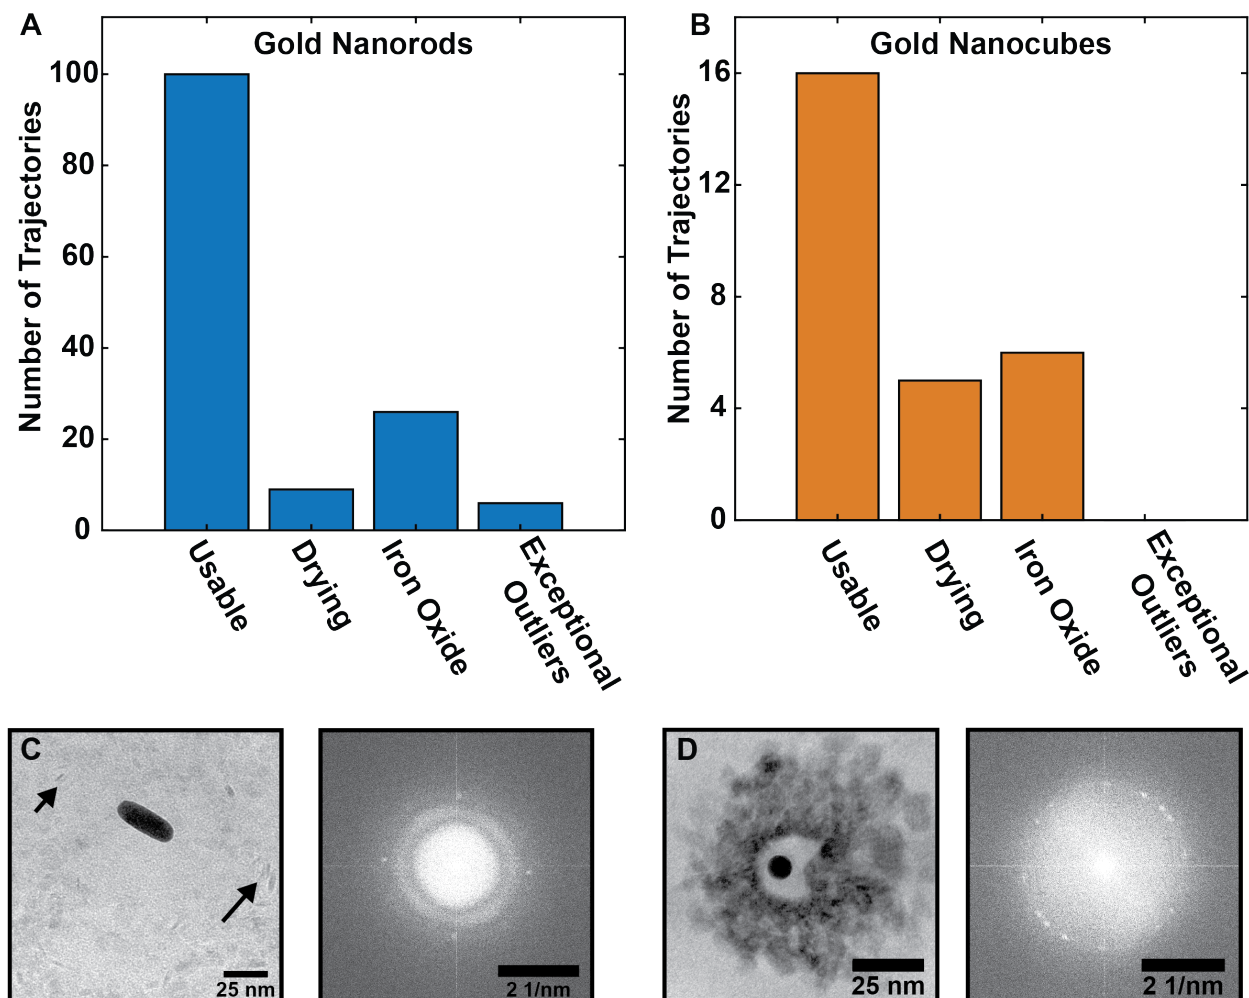 A
Gold Nanorods
Number of Trajectories
100
80
60
40
20
0
Usable
Drying
Iron Oxide
Exceptional
Outliers
B
Gold Nanocubes
Number of Trajectories
16
12
8
4
0
Usable
Drying
Iron Oxide
Exceptional
Outliers
C
25 nm
2 1/nm
D
25 nm
2 1/nm